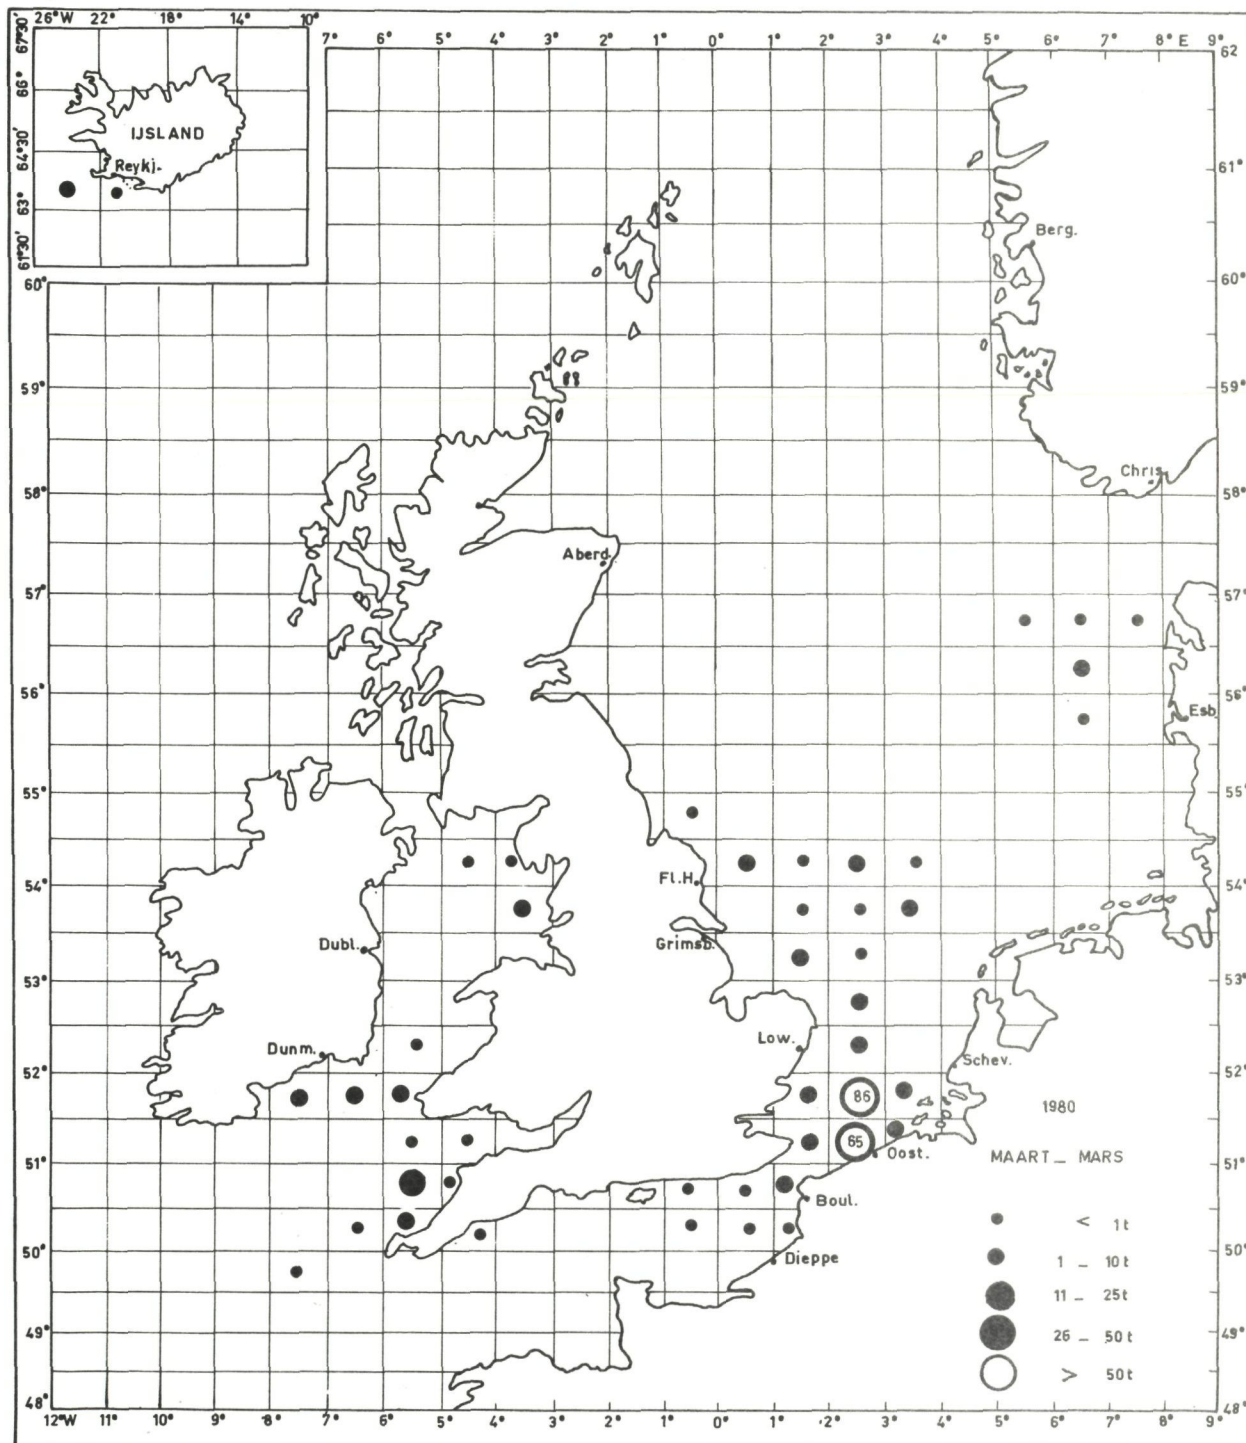 26°W 22° 18° 14° 10°
67°30'
66°
64°30'
63°
61°30'
IJSLAND
Reykj.
7° 6° 5° 4° 3° 2° 1° 0° 1° 2° 3° 4° 5° 6° 7° 8° E 9°
62
61°
60° 60°
59° 59°
58° 58°
57° 57°
56° 56°
55° 55°
54° 54°
53° 53°
52° 52°
51° 51°
50° 50°
49° 49°
48° 48°
Berg.
Chris
Aberd.
Esb
Fl.H.
Dubl.
Grimsb.
Dunm.
Low.
Schev.
86
65
Oost.
Boul.
Dieppe
1980
MAART _ MARS
< 1t
1 _ 10t
11 _ 25t
26 _ 50t
> 50t
12°W 11° 10° 9° 8° 7° 6° 5° 4° 3° 2° 1° 0° 1° 2° 3° 4° 5° 6° 7° 8° 9°